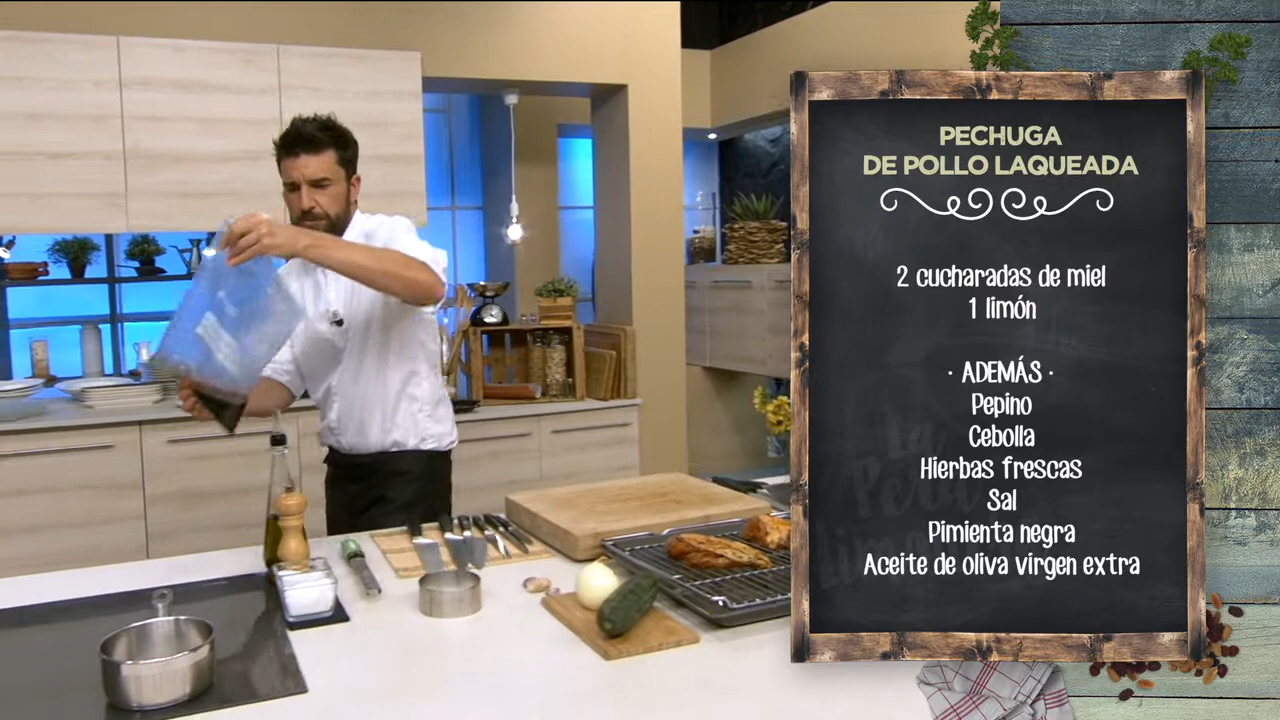 PECHUGA
DE POLLO LAQUEADA
2 cucharadas de miel
1 limón
· ADEMÁS ·
Pepino
Cebolla
Hierbas frescas
Sal
Pimienta negra
Aceite de oliva virgen extra